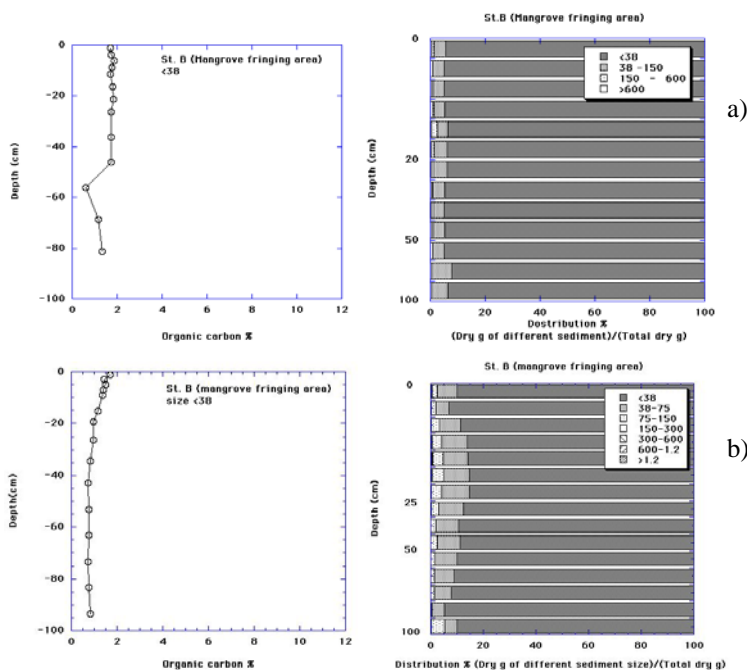 0
-20
-40
-60
-80
-100
Depth (cm)
St. B (Mangrove fringing area)
<38
0 2 4 6 8 10 12
Organic carbon %
St.B (Mangrove fringing area)
0
20
50
100
Depth (cm)
<38
38 -150
150 - 600
>600
0 20 40 60 80 100
Dostribution %
(Dry g of different sediment)/(Total dry g)
a)
0
-20
-40
-60
-80
-100
Depth(cm)
St. B (mangrove fringing area)
size <38
0 2 4 6 8 10 12
Organic carbon %
St. B (mangrove fringing area)
0
25
50
100
Depth (cm)
<38
38-75
75-150
150-300
300-600
600-1.2
>1.2
0 20 40 60 80 100
Distribution % (Dry g of different sediment size)/(Total dry g)
b)